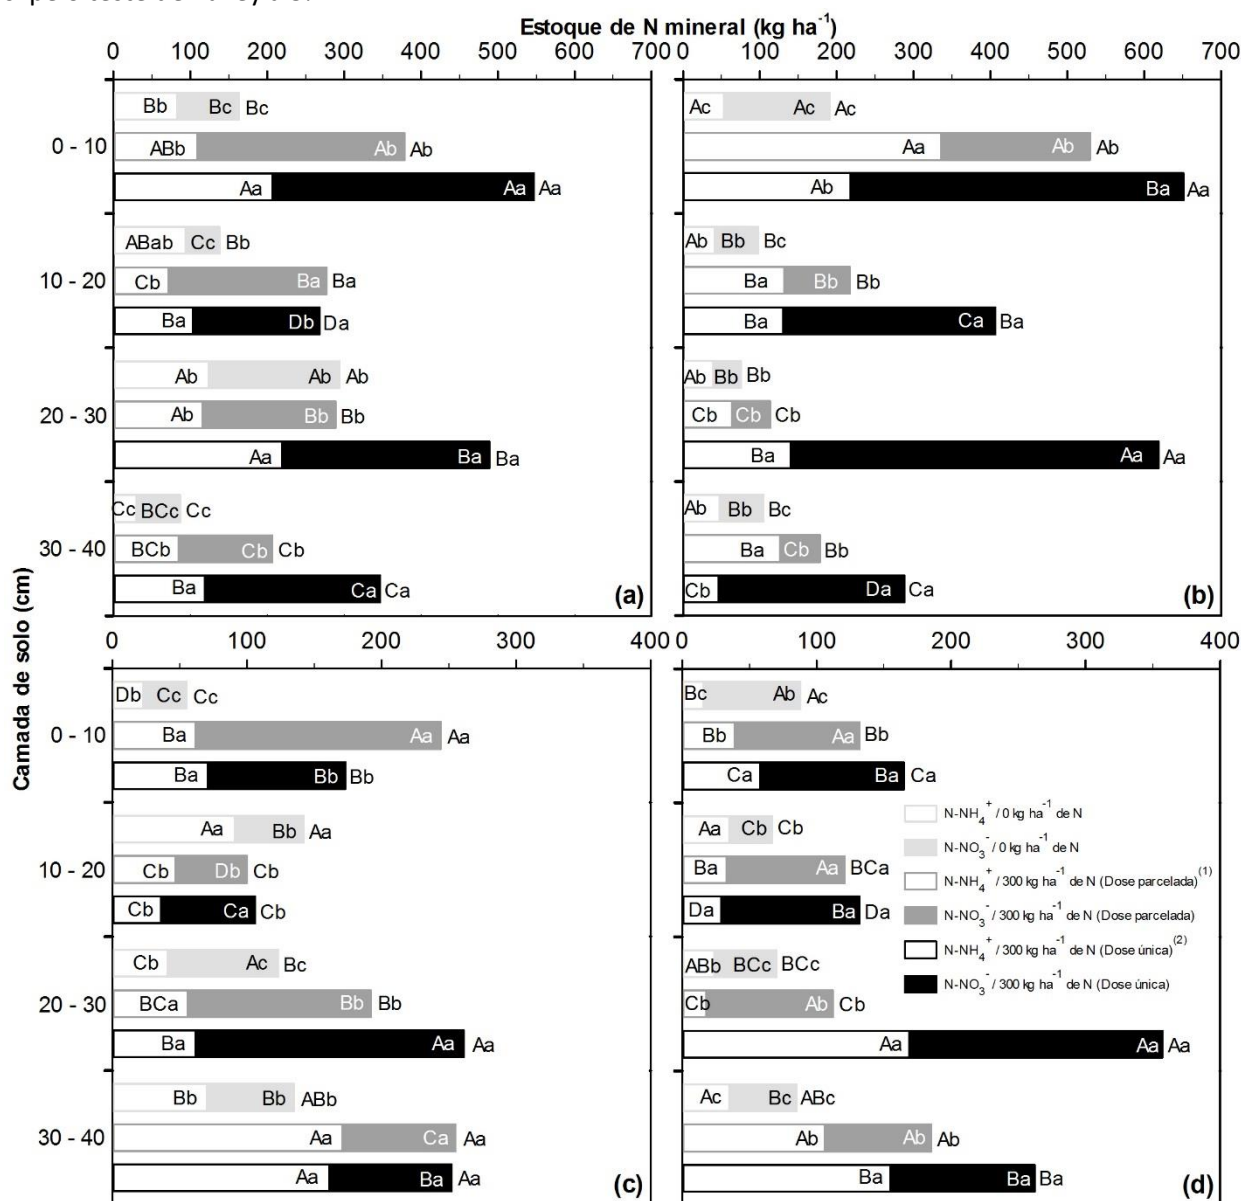 Estoque de N mineral (kg ha⁻¹)
0 100 200 300 400 500 600 700 100 200 300 400 500 600 700
Camada de solo (cm)
0 - 10
Bb Bc Bc
ABb Ab Ab
Aa Aa Aa
10 - 20
ABab Cc Bb
Cb Ba Ba
Ba Db Da
20 - 30
Ab Ab Ab
Ab Bb Bb
Aa Ba Ba
30 - 40
Cc BCc Cc
BCb Cb Cb
Ba Ca Ca
(a)
Ac Ac Ac
Aa Ab Ab
Ab Ba Aa
Ab Bb Bc
Ba Bb Bb
Ba Ca Ba
Ab Bb Bb
Cb Cb Cb
Ba Aa Aa
Ab Bb Bc
Ba Cb Bb
Cb Da Ca
(b)
0 100 200 300 400 0 100 200 300 400
0 - 10
Db Cc Cc
Ba Aa Aa
Ba Bb Bb
10 - 20
Aa Bb Aa
Cb Db Cb
Cb Ca Cb
20 - 30
Cb Ac Bc
BCa Bb Bb
Ba Aa Aa
30 - 40
Bb Bb ABb
Aa Ca Aa
Aa Ba Aa
(c)
Bc Ab Ac
Bb Aa Bb
Ca Ba Ca
Aa Cb Cb
Ba Aa BCa
Da Ba Da
ABb BCc BCc
Cb Ab Cb
Aa Aa Aa
Ac Bc ABc
Ab Ab Ab
Ba Ba Ba
(d)
N-NH₄⁺ / 0 kg ha⁻¹ de N
N-NO₃⁻ / 0 kg ha⁻¹ de N
N-NH₄⁺ / 300 kg ha⁻¹ de N (Dose parcelada)⁽¹⁾
N-NO₃⁻ / 300 kg ha⁻¹ de N (Dose parcelada)
N-NH₄⁺ / 300 kg ha⁻¹ de N (Dose única)⁽²⁾
N-NO₃⁻ / 300 kg ha⁻¹ de N (Dose única)